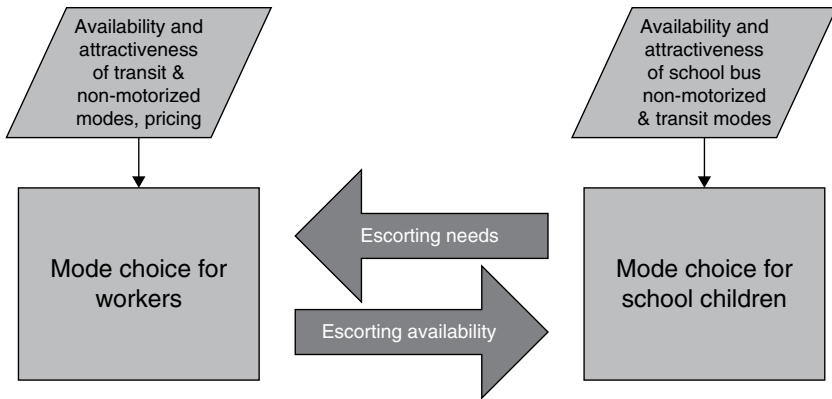 Availability and
attractiveness
of transit &
non-motorized
modes, pricing
Availability and
attractiveness
of school bus
non-motorized
& transit modes
Mode choice for
workers
Escorting needs
Escorting availability
Mode choice for
school children